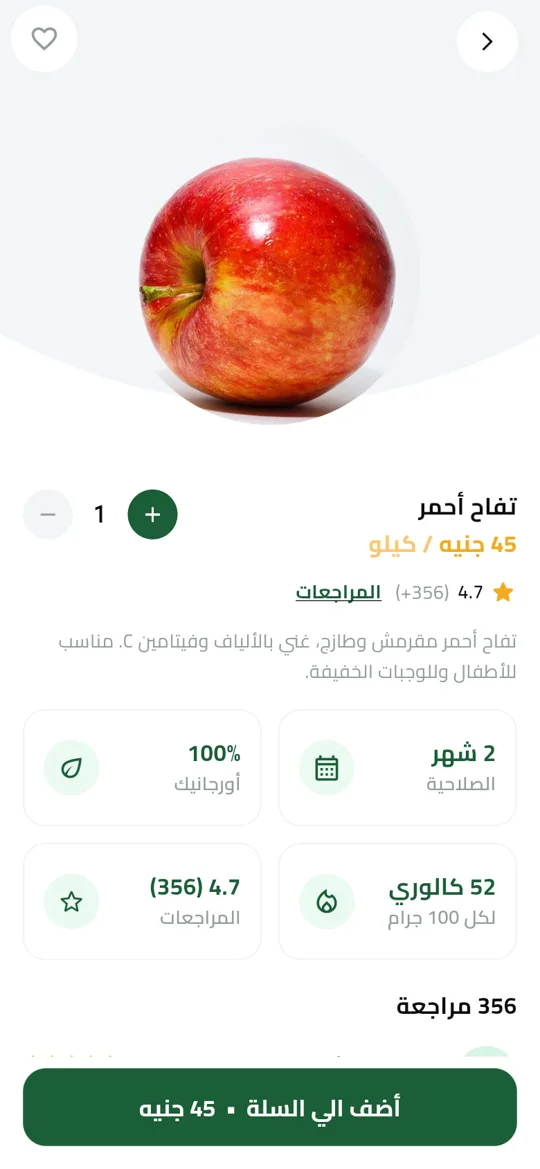 تفاح أحمر
1
45 جنيه / كيلو
4.7 (356+) المراجعات
تفاح أحمر مقرمش وطازج، غني بالألياف وفيتامين C. مناسب
للأطفال وللوجبات الخفيفة.
2 شهر
الصلاحية
100%
أورجانيك
52 كالوري
لكل 100 جرام
4.7 (356)
المراجعات
356 مراجعة
أضف الي السلة ▪ 45 جنيه